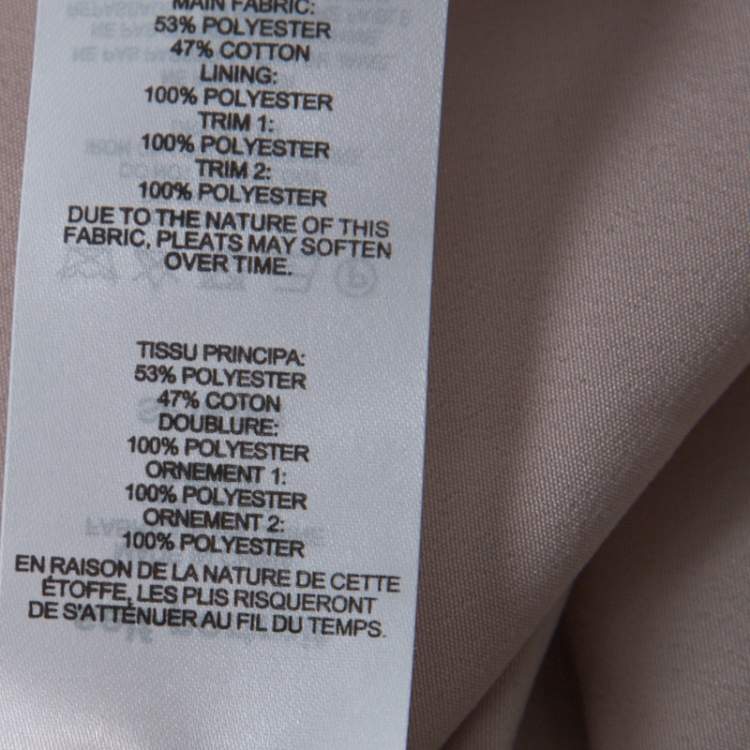 MAIN FABRIC:
53% POLYESTER
47% COTTON
LINING:
100% POLYESTER
TRIM 1:
100% POLYESTER
TRIM 2:
100% POLYESTER
DUE TO THE NATURE OF THIS
FABRIC, PLEATS MAY SOFTEN
OVER TIME.
TISSU PRINCIPA:
53% POLYESTER
47% COTON
DOUBLURE:
100% POLYESTER
ORNEMENT 1:
100% POLYESTER
ORNEMENT 2:
100% POLYESTER
EN RAISON DE LA NATURE DE CETTE
ÉTOFFE, LES PLIS RISQUERONT
DE S'ATTÉNUER AU FIL DU TEMPS.